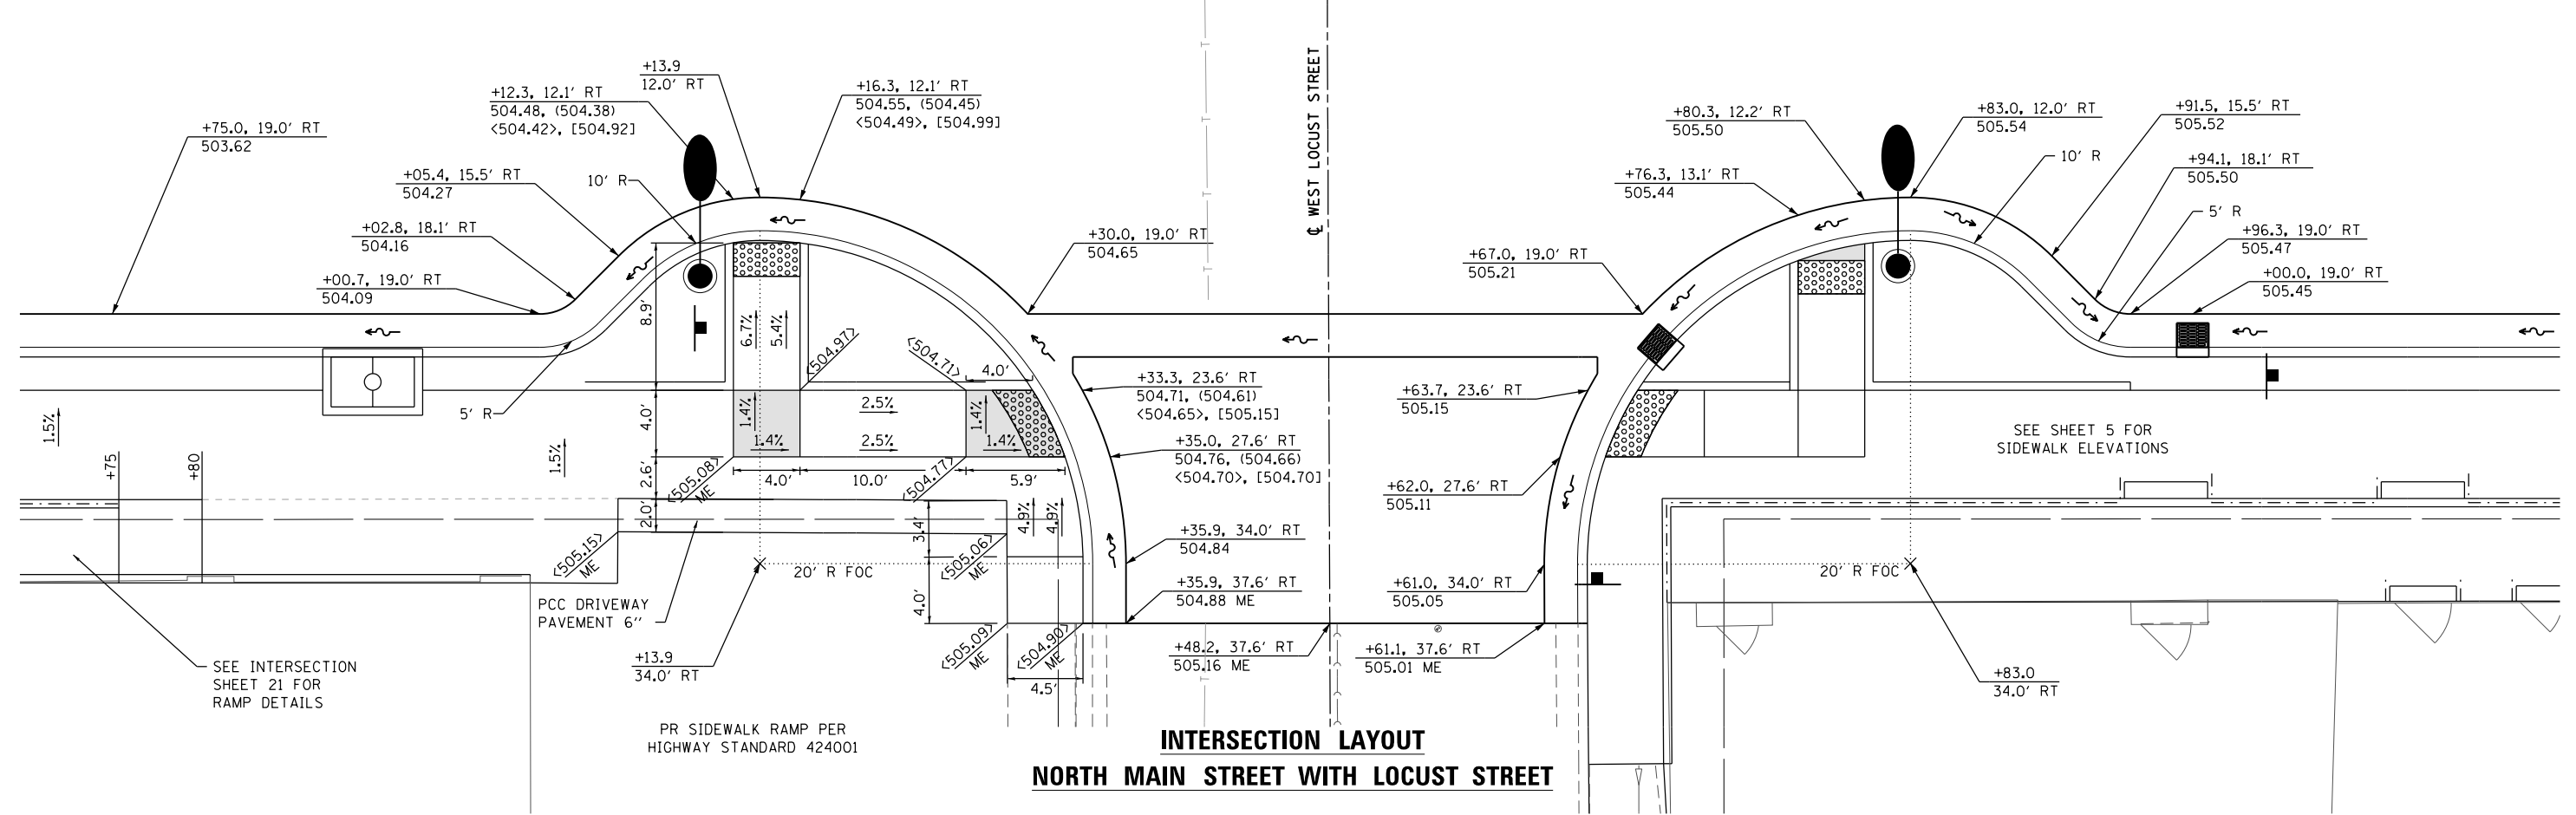 +75.0, 19.0' RT
503.62
+12.3, 12.1' RT
504.48, (504.38)
<504.42>, [504.92]
+13.9
12.0' RT
+16.3, 12.1' RT
504.55, (504.45)
<504.49>, [504.99]
+05.4, 15.5' RT
504.27
10' R
+02.8, 18.1' RT
504.16
+00.7, 19.0' RT
504.09
+30.0, 19.0' RT
504.65
℄ WEST LOCUST STREET
+80.3, 12.2' RT
505.50
+83.0, 12.0' RT
505.54
+91.5, 15.5' RT
505.52
+76.3, 13.1' RT
505.44
10' R
+94.1, 18.1' RT
505.50
5' R
+67.0, 19.0' RT
505.21
+96.3, 19.0' RT
505.47
+00.0, 19.0' RT
505.45
8.9'
6.7%
5.4%
<504.97>
<504.71>
4.0'
5' R
1.5%
1.5%
4.0'
1.4%
1.4%
2.5%
2.5%
1.4%
1.4%
+33.3, 23.6' RT
504.71, (504.61)
<504.65>, [505.15]
+35.0, 27.6' RT
504.76, (504.66)
<504.70>, [504.70]
+63.7, 23.6' RT
505.15
+62.0, 27.6' RT
505.11
SEE SHEET 5 FOR
SIDEWALK ELEVATIONS
+75
+80
2.6'
2.0'
<505.08>
ME
4.0'
10.0'
<504.77>
5.9'
4.9%
4.9%
3.4'
4.0'
<505.15>
ME
<505.06>
ME
20' R FOC
+35.9, 34.0' RT
504.84
+35.9, 37.6' RT
504.88 ME
+61.0, 34.0' RT
505.05
20' R FOC
PCC DRIVEWAY
PAVEMENT 6"
<505.09>
ME
<504.90>
ME
4.5'
+48.2, 37.6' RT
505.16 ME
+61.1, 37.6' RT
505.01 ME
+13.9
34.0' RT
+83.0
34.0' RT
SEE INTERSECTION
SHEET 21 FOR
RAMP DETAILS
PR SIDEWALK RAMP PER
HIGHWAY STANDARD 424001
INTERSECTION LAYOUT
NORTH MAIN STREET WITH LOCUST STREET